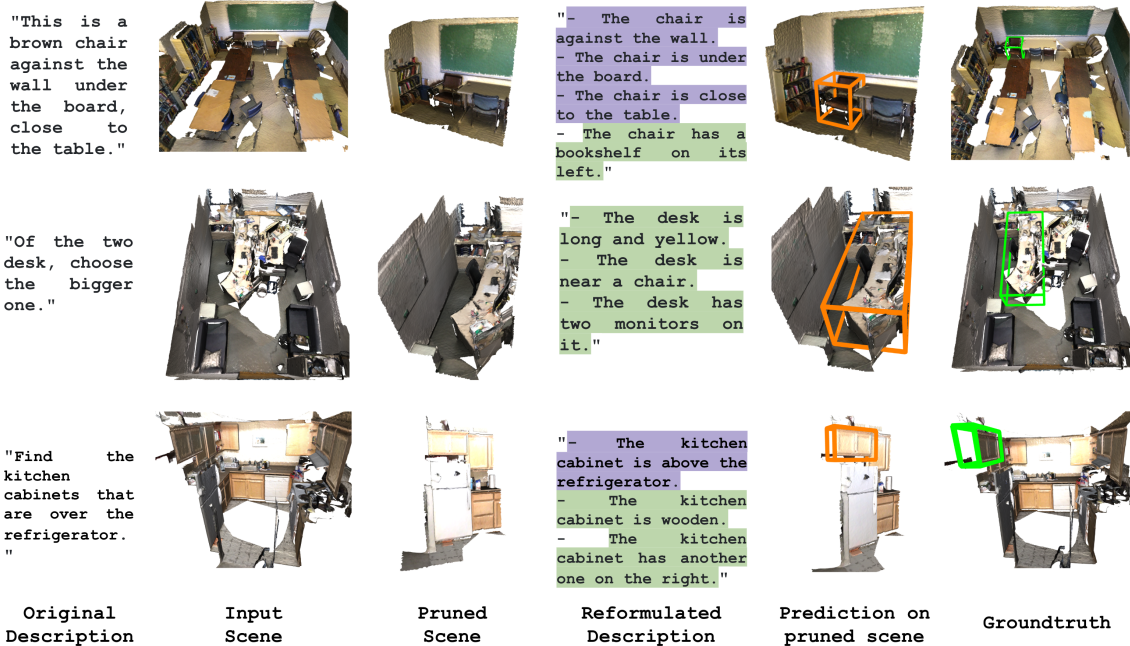 "This is a
brown chair
against the
wall under
the board,
close to
the table."
"- The chair is
against the wall.
- The chair is under
the board.
- The chair is close
to the table.
- The chair has a
bookshelf on its
left."
"Of the two
desk, choose
the bigger
one."
"- The desk is
long and yellow.
- The desk is
near a chair.
- The desk has
two monitors on
it."
"Find the
kitchen
cabinets that
are over the
refrigerator.
"
"- The kitchen
cabinet is above the
refrigerator.
- The kitchen
cabinet is wooden.
- The kitchen
cabinet has another
one on the right."
Original
Description
Input
Scene
Pruned
Scene
Reformulated
Description
Prediction on
pruned scene
Groundtruth